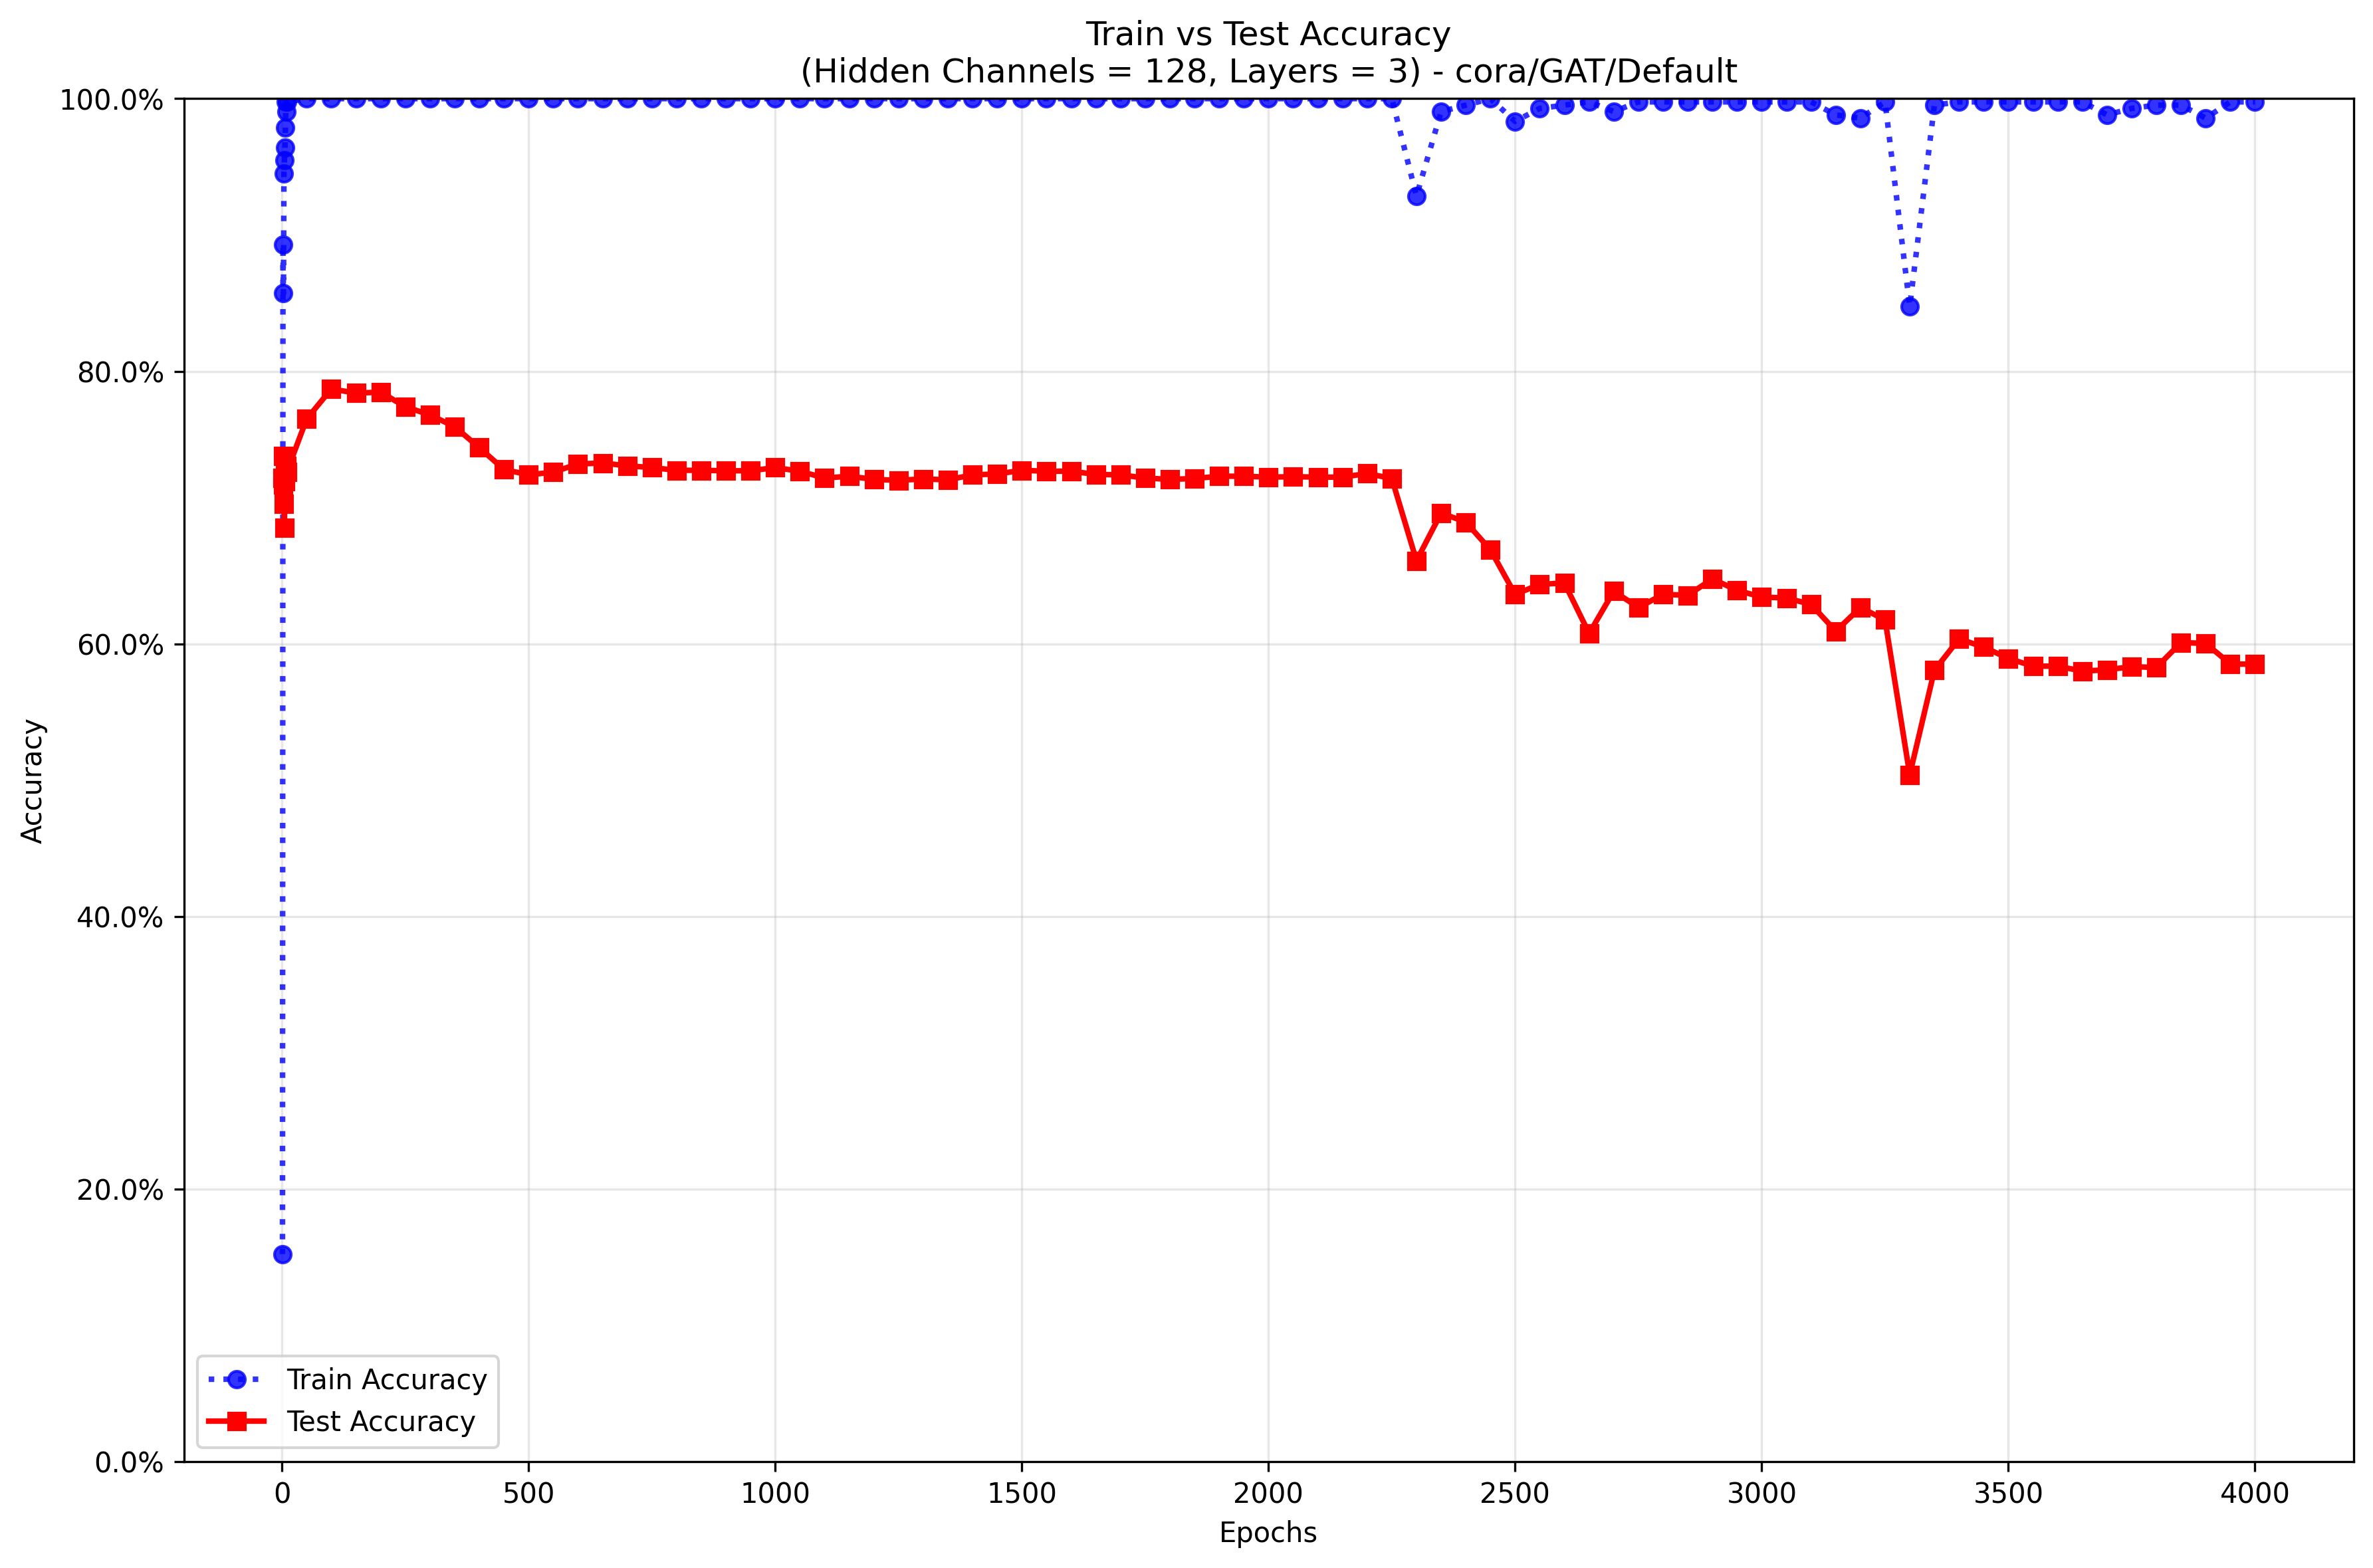 Train vs Test Accuracy
(Hidden Channels = 128, Layers = 3) - cora/GAT/Default
100.0%
80.0%
60.0%
40.0%
20.0%
0.0%
Accuracy
Train Accuracy
Test Accuracy
0 500 1000 1500 2000 2500 3000 3500 4000
Epochs